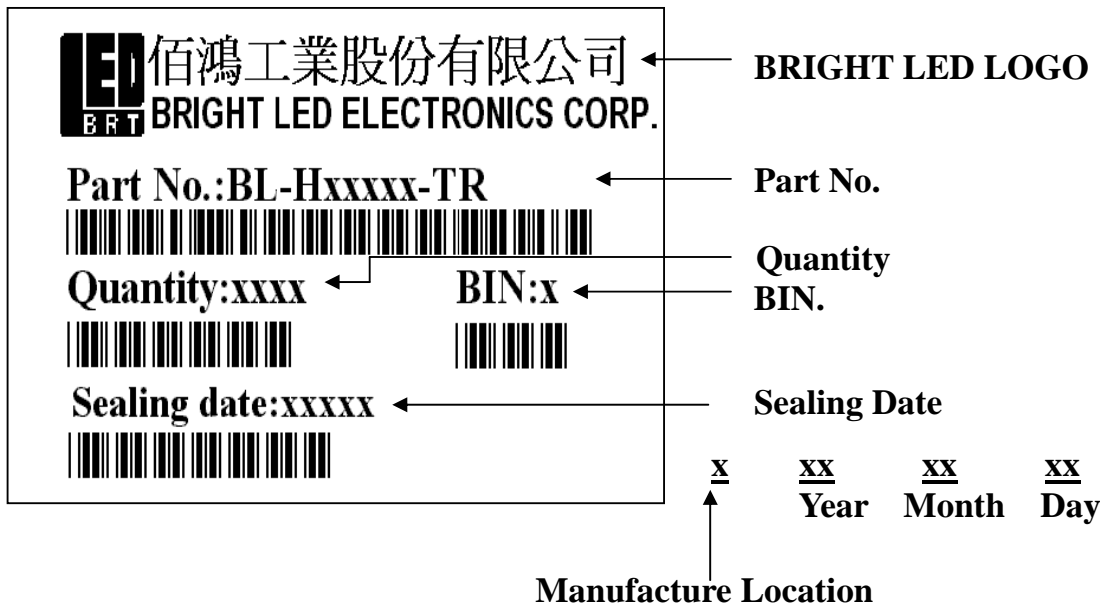 LED 佰鴻工業股份有限公司 BRIGHT LED LOGO
BRT BRIGHT LED ELECTRONICS CORP.
Part No.:BL-Hxxxxx-TR Part No.
Quantity:xxxx BIN:x Quantity
BIN.
Sealing date:xxxxx Sealing Date
x xx xx xx
Year Month Day
Manufacture Location